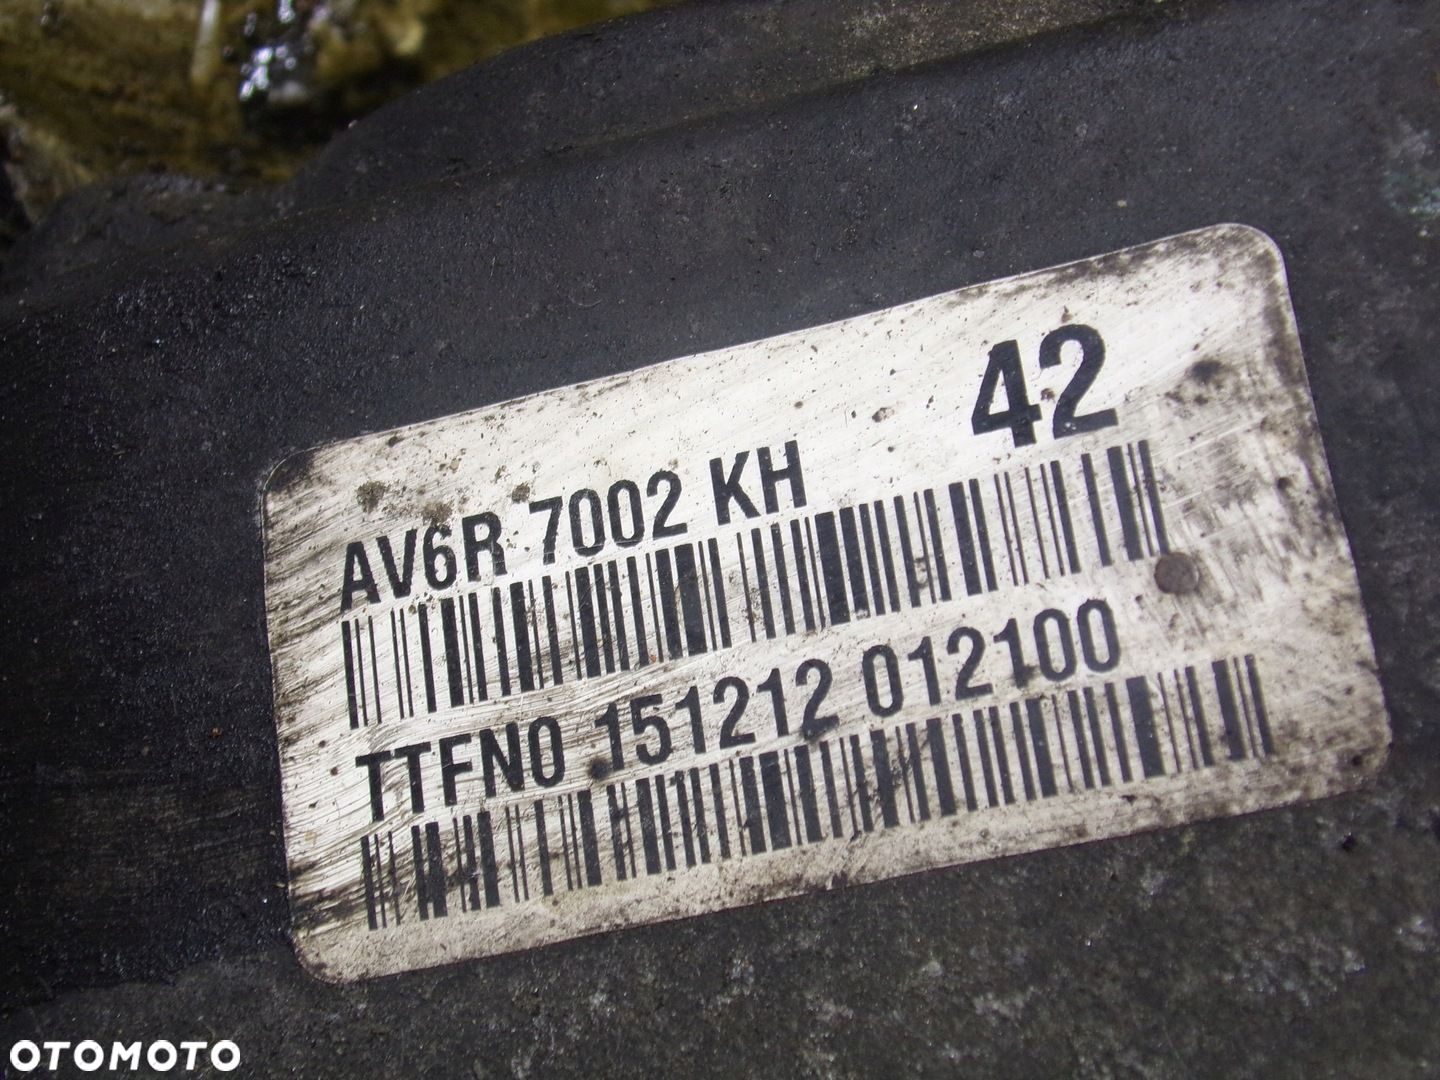 42
AV6R 7002 KH
TTFN0 151212 012100
OTOMOTO